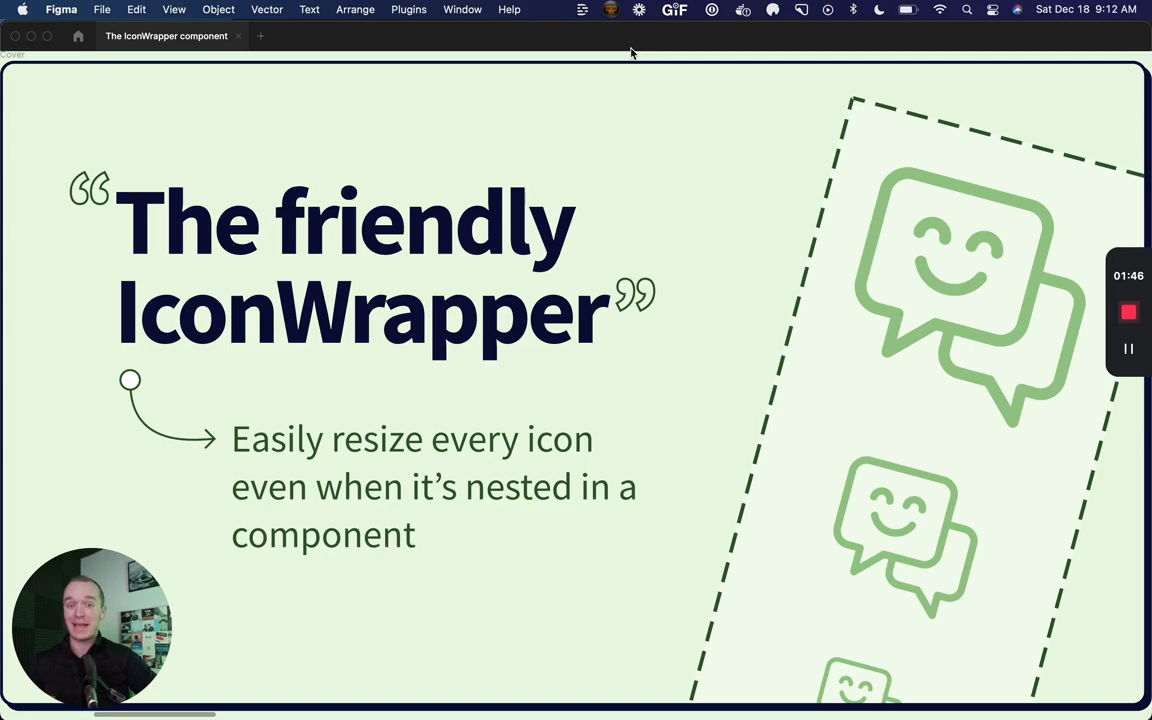 Figma File Edit View Object Vector Text Arrange Plugins Window Help GIF Sat Dec 18 9:12 AM
The IconWrapper component
Cover
“The friendly
IconWrapper”
Easily resize every icon
even when it’s nested in a
component
01:46